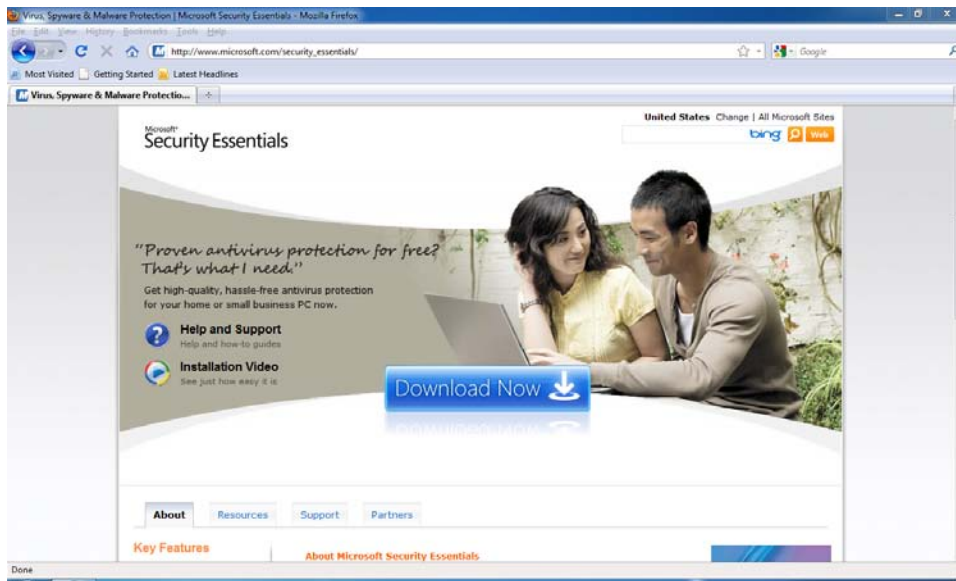 Virus, Spyware & Malware Protection | Microsoft Security Essentials - Mozilla Firefox
File Edit View History Bookmarks Tools Help
http://www.microsoft.com/security_essentials/
Google
Most Visited Getting Started Latest Headlines
Virus, Spyware & Malware Protectio...
United States Change | All Microsoft Sites
Microsoft®
Security Essentials
bing Web
"Proven antivirus protection for free?
That's what I need."
Get high-quality, hassle-free antivirus protection
for your home or small business PC now.
Help and Support
Help and how-to guides
Installation Video
See just how easy it is
Download Now
About Resources Support Partners
Key Features
About Microsoft Security Essentials
Done